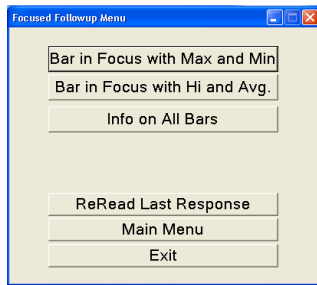 Focused Followup Menu
Bar in Focus with Max and Min
Bar in Focus with Hi and Avg.
Info on All Bars
ReRead Last Response
Main Menu
Exit